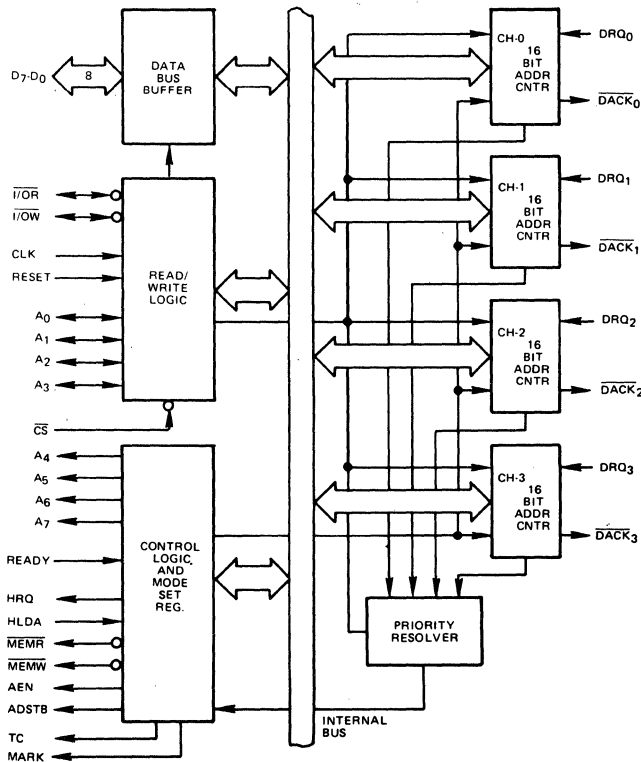 D7-D0
8
DATA
BUS
BUFFER
I/OR
I/OW
CLK
RESET
A0
A1
A2
A3
CS
READ/
WRITE
LOGIC
A4
A5
A6
A7
READY
HRQ
HLDA
MEMR
MEMW
AEN
ADSTB
TC
MARK
CONTROL
LOGIC
AND
MODE
SET
REG.
INTERNAL
BUS
CH-0
16
BIT
ADDR
CNTR
DRQ0
DACK0
CH-1
16
BIT
ADDR
CNTR
DRQ1
DACK1
CH-2
16
BIT
ADDR
CNTR
DRQ2
DACK2
CH-3
16
BIT
ADDR
CNTR
DRQ3
DACK3
PRIORITY
RESOLVER